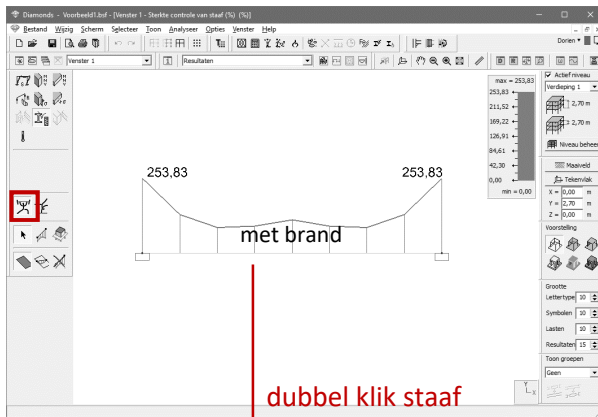 Diamonds - Voorbeeld1.bsf - [Venster 1 - Sterkte controle van staaf (%) (%)]
Bestand Wijzig Scherm Selecteer Toon Analyseer Opties Venster Help
Dorien
Venster 1 Resultaten
Actief niveau
Verdieping 1
2,70 m
2,70 m
Niveau beheer
Maaiveld
Tekenvlak
X = 0,00 m
Y = 2,70 m
Z = 0,00 m
Voorstelling
Grootte
Lettertype 10
Symbolen 10
Lasten 10
Resultaten 15
Toon groepen
Geen
max = 253,83
253,83
211,52
169,22
126,91
84,61
42,30
0,00
min = 0,00
253,83 253,83
met brand
dubbel klik staaf
Y
X